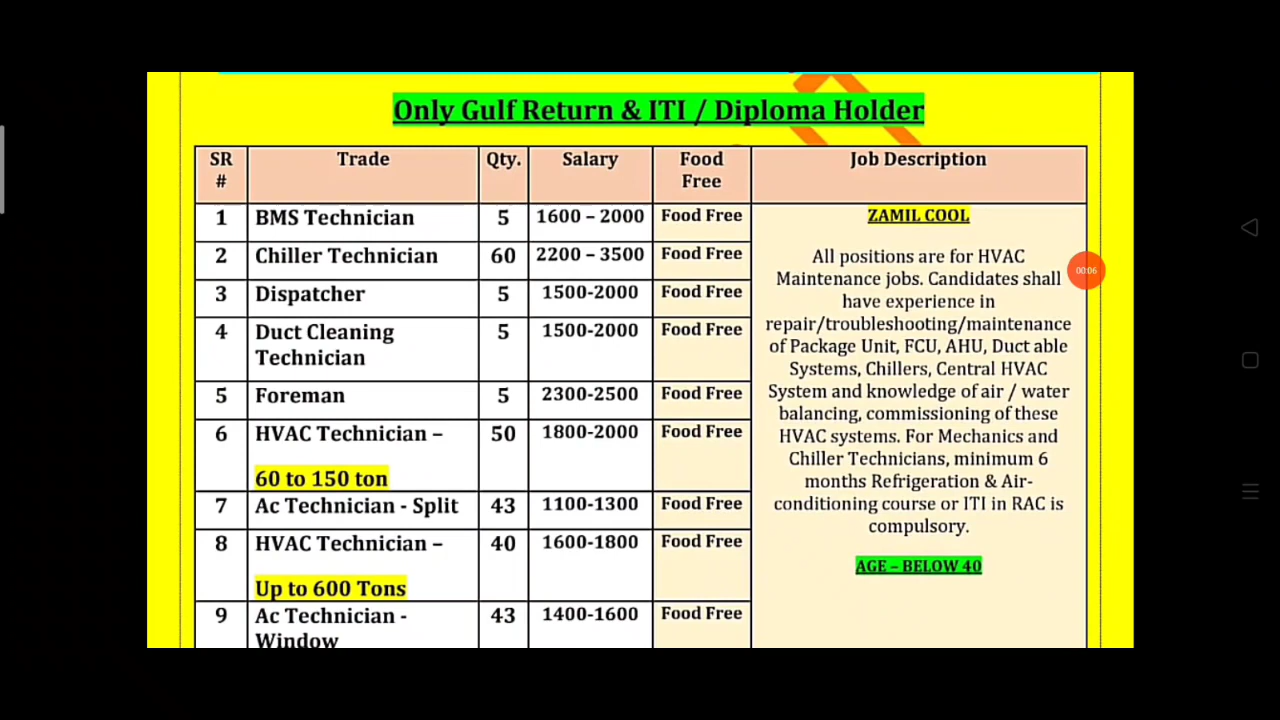 Only Gulf Return & ITI / Diploma Holder
SR
#
Trade
Qty.
Salary
Food
Free
Job Description
1
BMS Technician
5
1600 – 2000
Food Free
2
Chiller Technician
60
2200 – 3500
Food Free
3
Dispatcher
5
1500-2000
Food Free
4
Duct Cleaning
Technician
5
1500-2000
Food Free
5
Foreman
5
2300-2500
Food Free
6
HVAC Technician –
60 to 150 ton
50
1800-2000
Food Free
7
Ac Technician - Split
43
1100-1300
Food Free
8
HVAC Technician –
Up to 600 Tons
40
1600-1800
Food Free
9
Ac Technician -
Window
43
1400-1600
Food Free
ZAMIL COOL
All positions are for HVAC
Maintenance jobs. Candidates shall
have experience in
repair/troubleshooting/maintenance
of Package Unit, FCU, AHU, Duct able
Systems, Chillers, Central HVAC
System and knowledge of air / water
balancing, commissioning of these
HVAC systems. For Mechanics and
Chiller Technicians, minimum 6
months Refrigeration & Air-
conditioning course or ITI in RAC is
compulsory.
AGE – BELOW 40
00:06